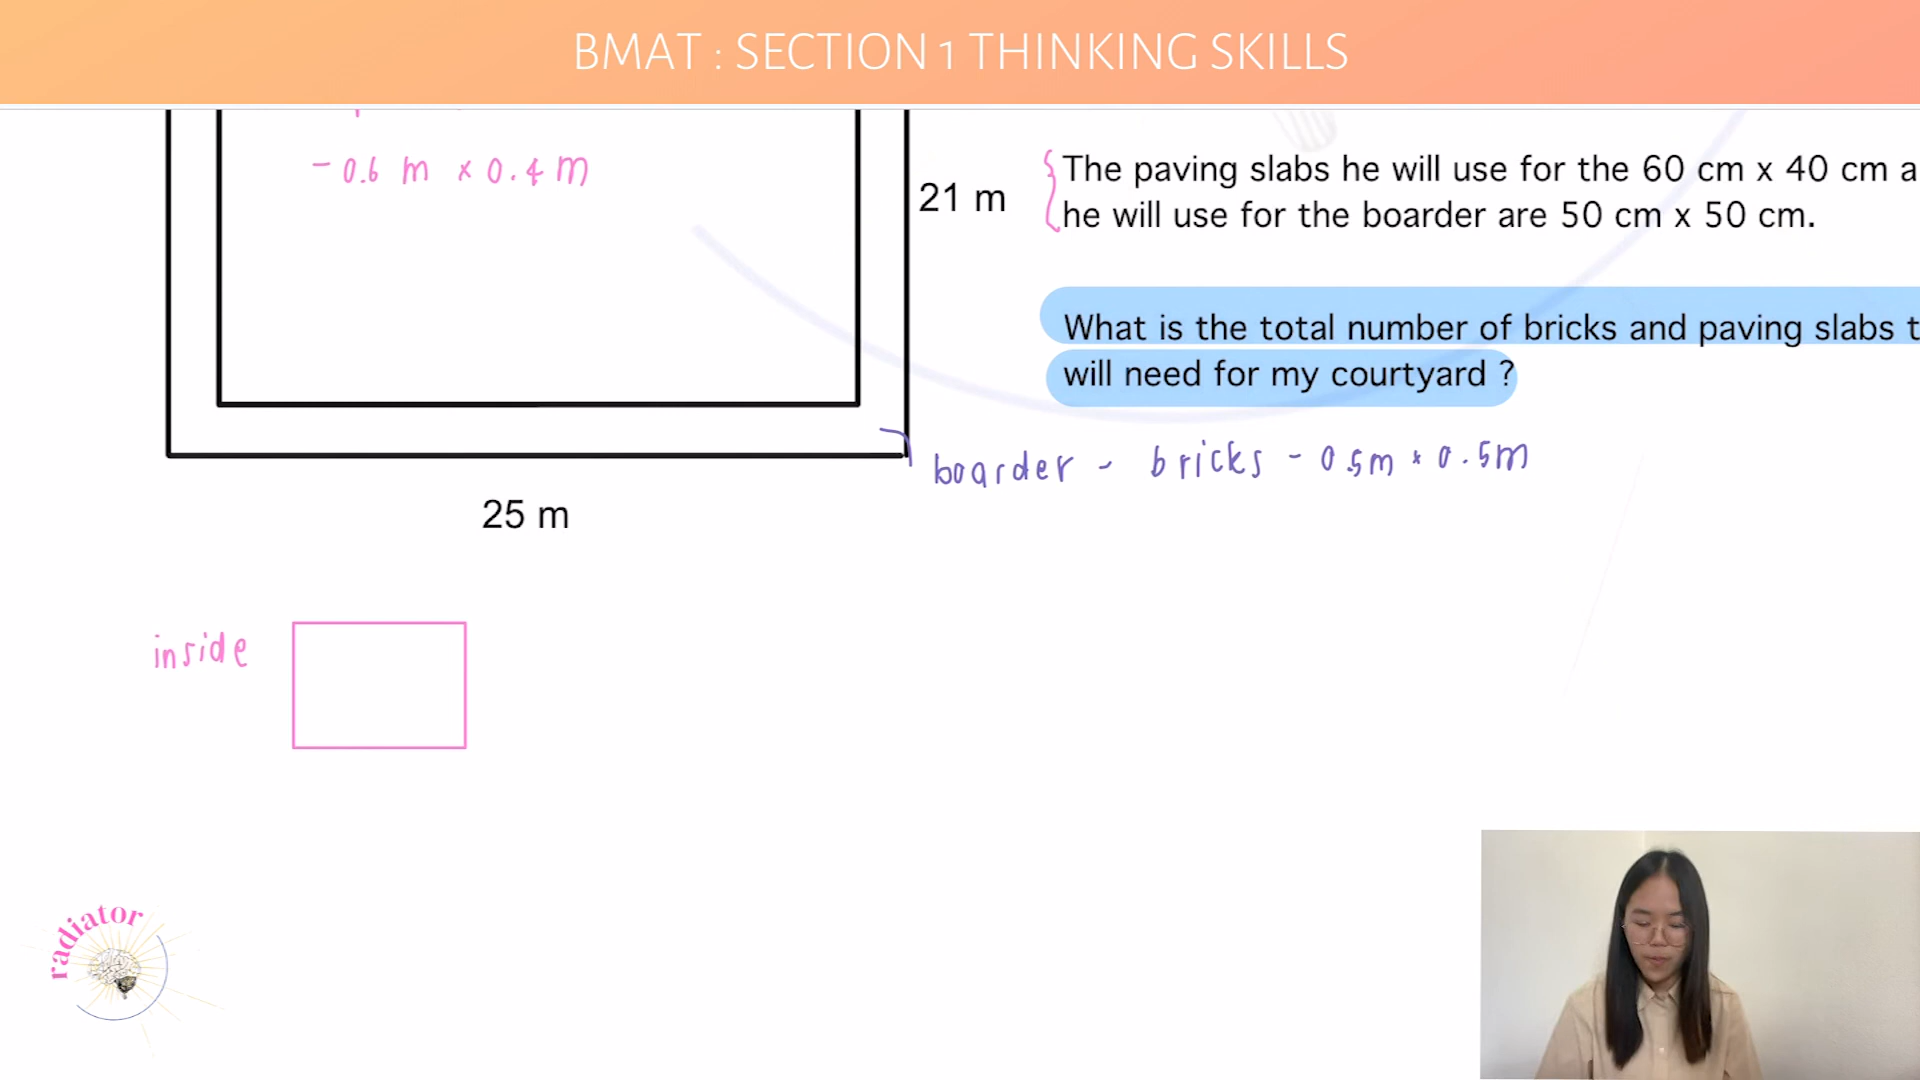 BMAT : SECTION 1 THINKING SKILLS
- 0.6 m x 0.4 m
21 m
The paving slabs he will use for the 60 cm x 40 cm a
he will use for the boarder are 50 cm x 50 cm.
What is the total number of bricks and paving slabs t
will need for my courtyard ?
boarder - bricks - 0.5m x 0.5m
25 m
inside
radiator